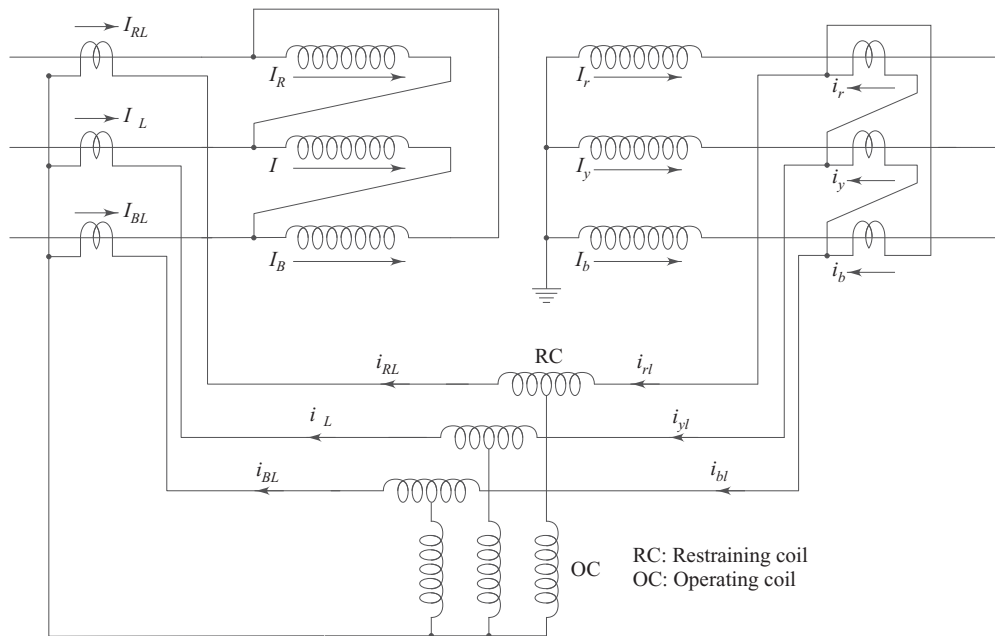 I_RL
I_R
I_r
i_r
I_L
I
I_y
i_y
I_BL
I_B
I_b
i_b
RC
i_RL
i_rl
i_L
i_yl
i_BL
i_bl
OC
RC: Restraining coil
OC: Operating coil